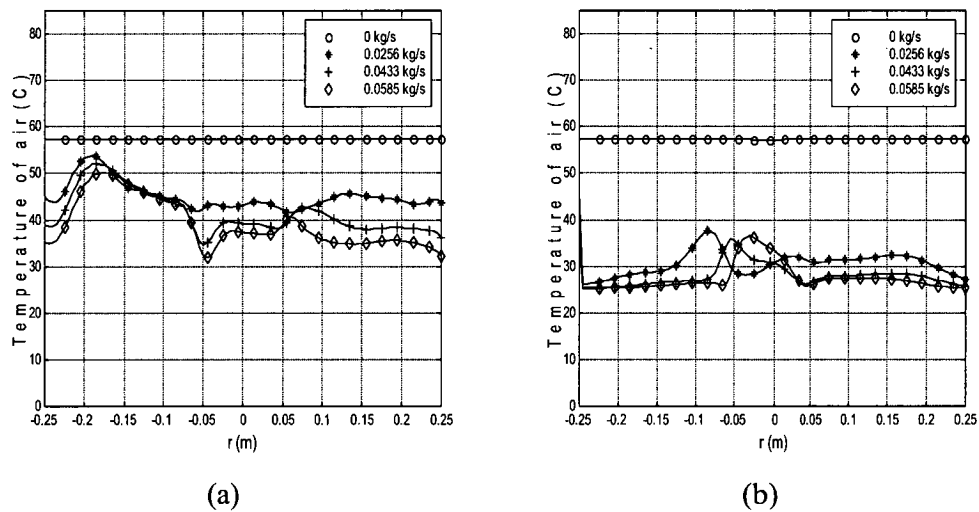 Temperature of air (C)
80
70
60
50
40
30
20
10
0
0 kg/s
0.0256 kg/s
0.0433 kg/s
0.0585 kg/s
-0.25 -0.2 -0.15 -0.1 -0.05 0 0.05 0.1 0.15 0.2 0.25
r (m)
(a)
Temperature of air (C)
80
70
60
50
40
30
20
10
0
0 kg/s
0.0256 kg/s
0.0433 kg/s
0.0585 kg/s
-0.25 -0.2 -0.15 -0.1 -0.05 0 0.05 0.1 0.15 0.2 0.25
r (m)
(b)